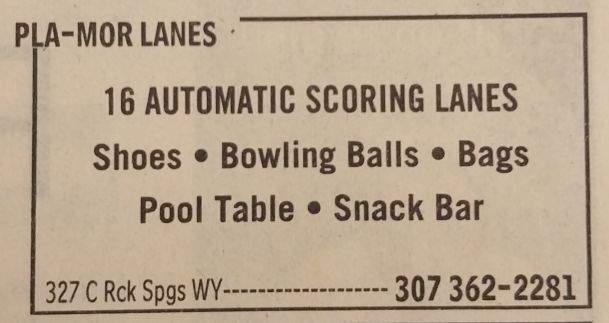 PLA-MOR LANES
16 AUTOMATIC SCORING LANES
Shoes • Bowling Balls • Bags
Pool Table • Snack Bar
327 C Rck Spgs WY------------------- 307 362-2281